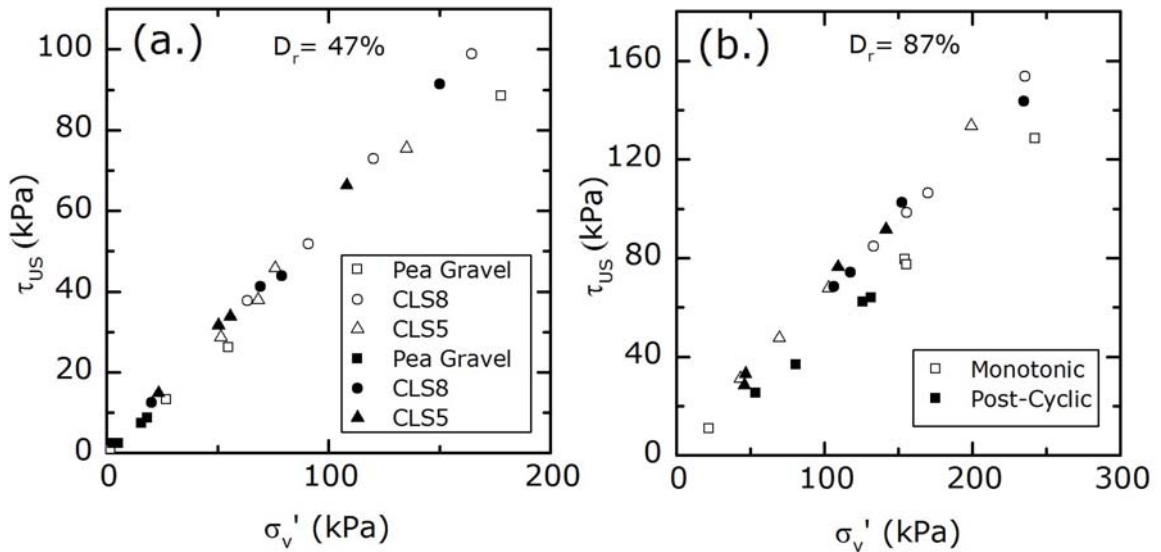 (a.)
D_r= 47%
100
80
60
40
20
0
τ_US (kPa)
Pea Gravel
CLS8
CLS5
Pea Gravel
CLS8
CLS5
0
100
200
σ_v' (kPa)
(b.)
D_r= 87%
160
120
80
40
0
τ_US (kPa)
Monotonic
Post-Cyclic
0
100
200
300
σ_v' (kPa)